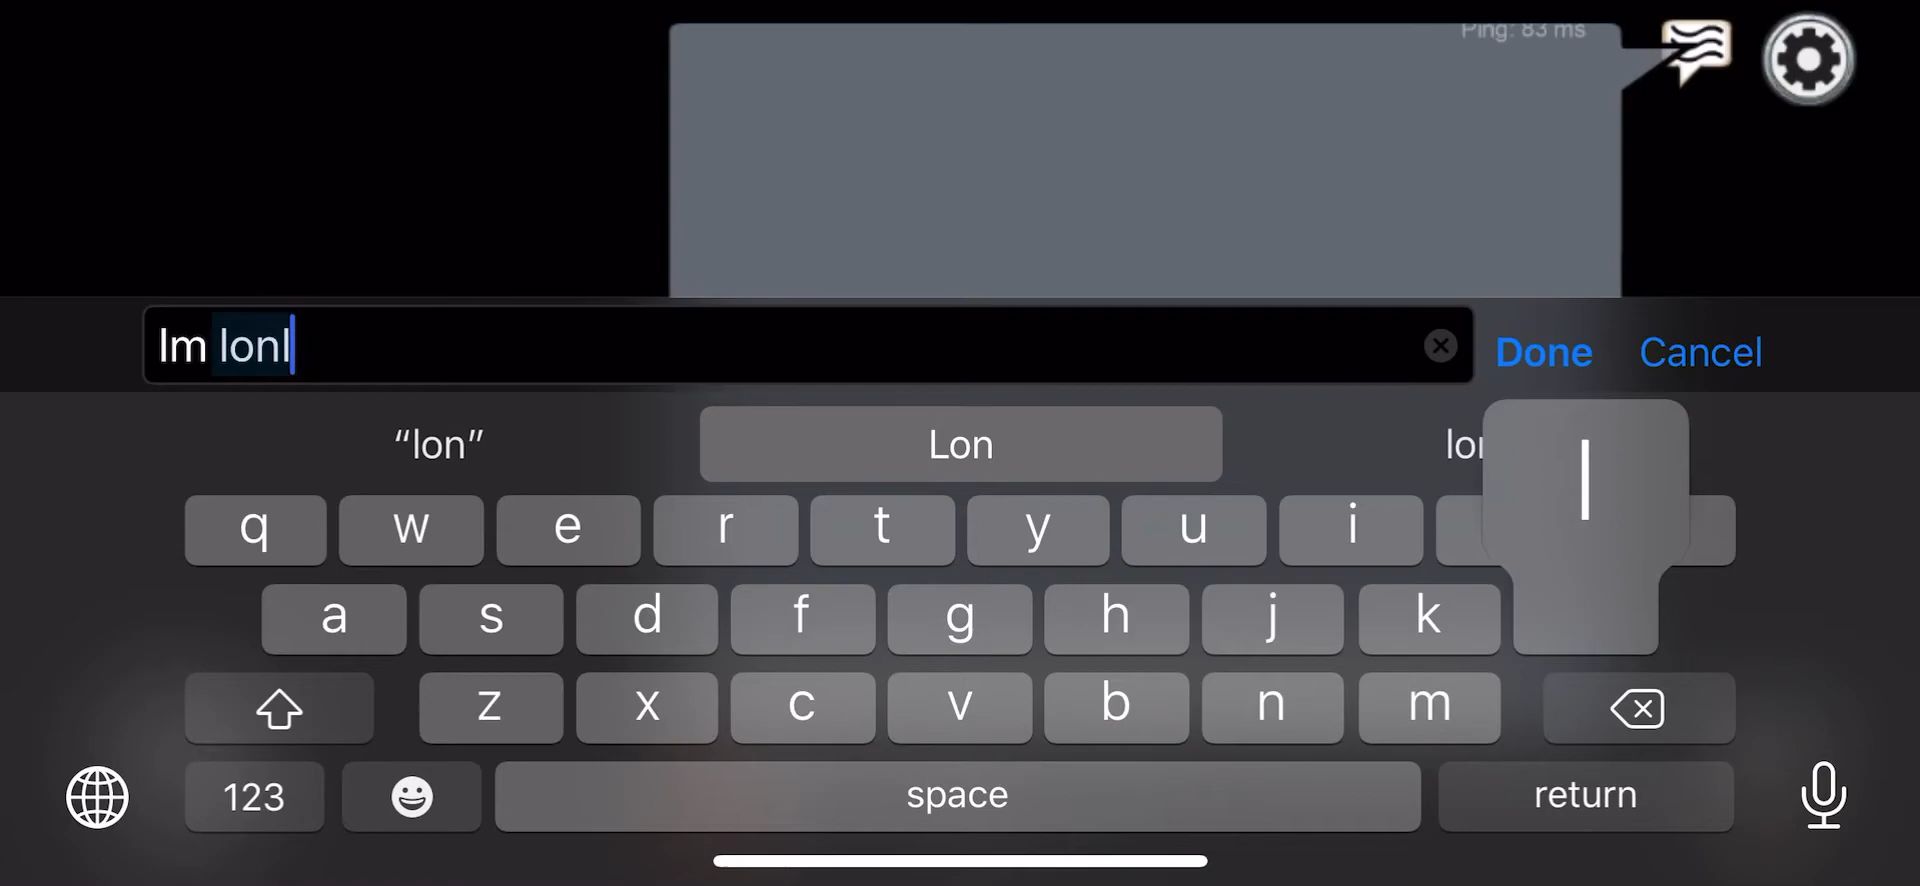 Ping: 83 ms
Im lonl
Done
Cancel
“lon”
Lon
l
q w e r t y u i
a s d f g h j k
z x c v b n m
123
space
return